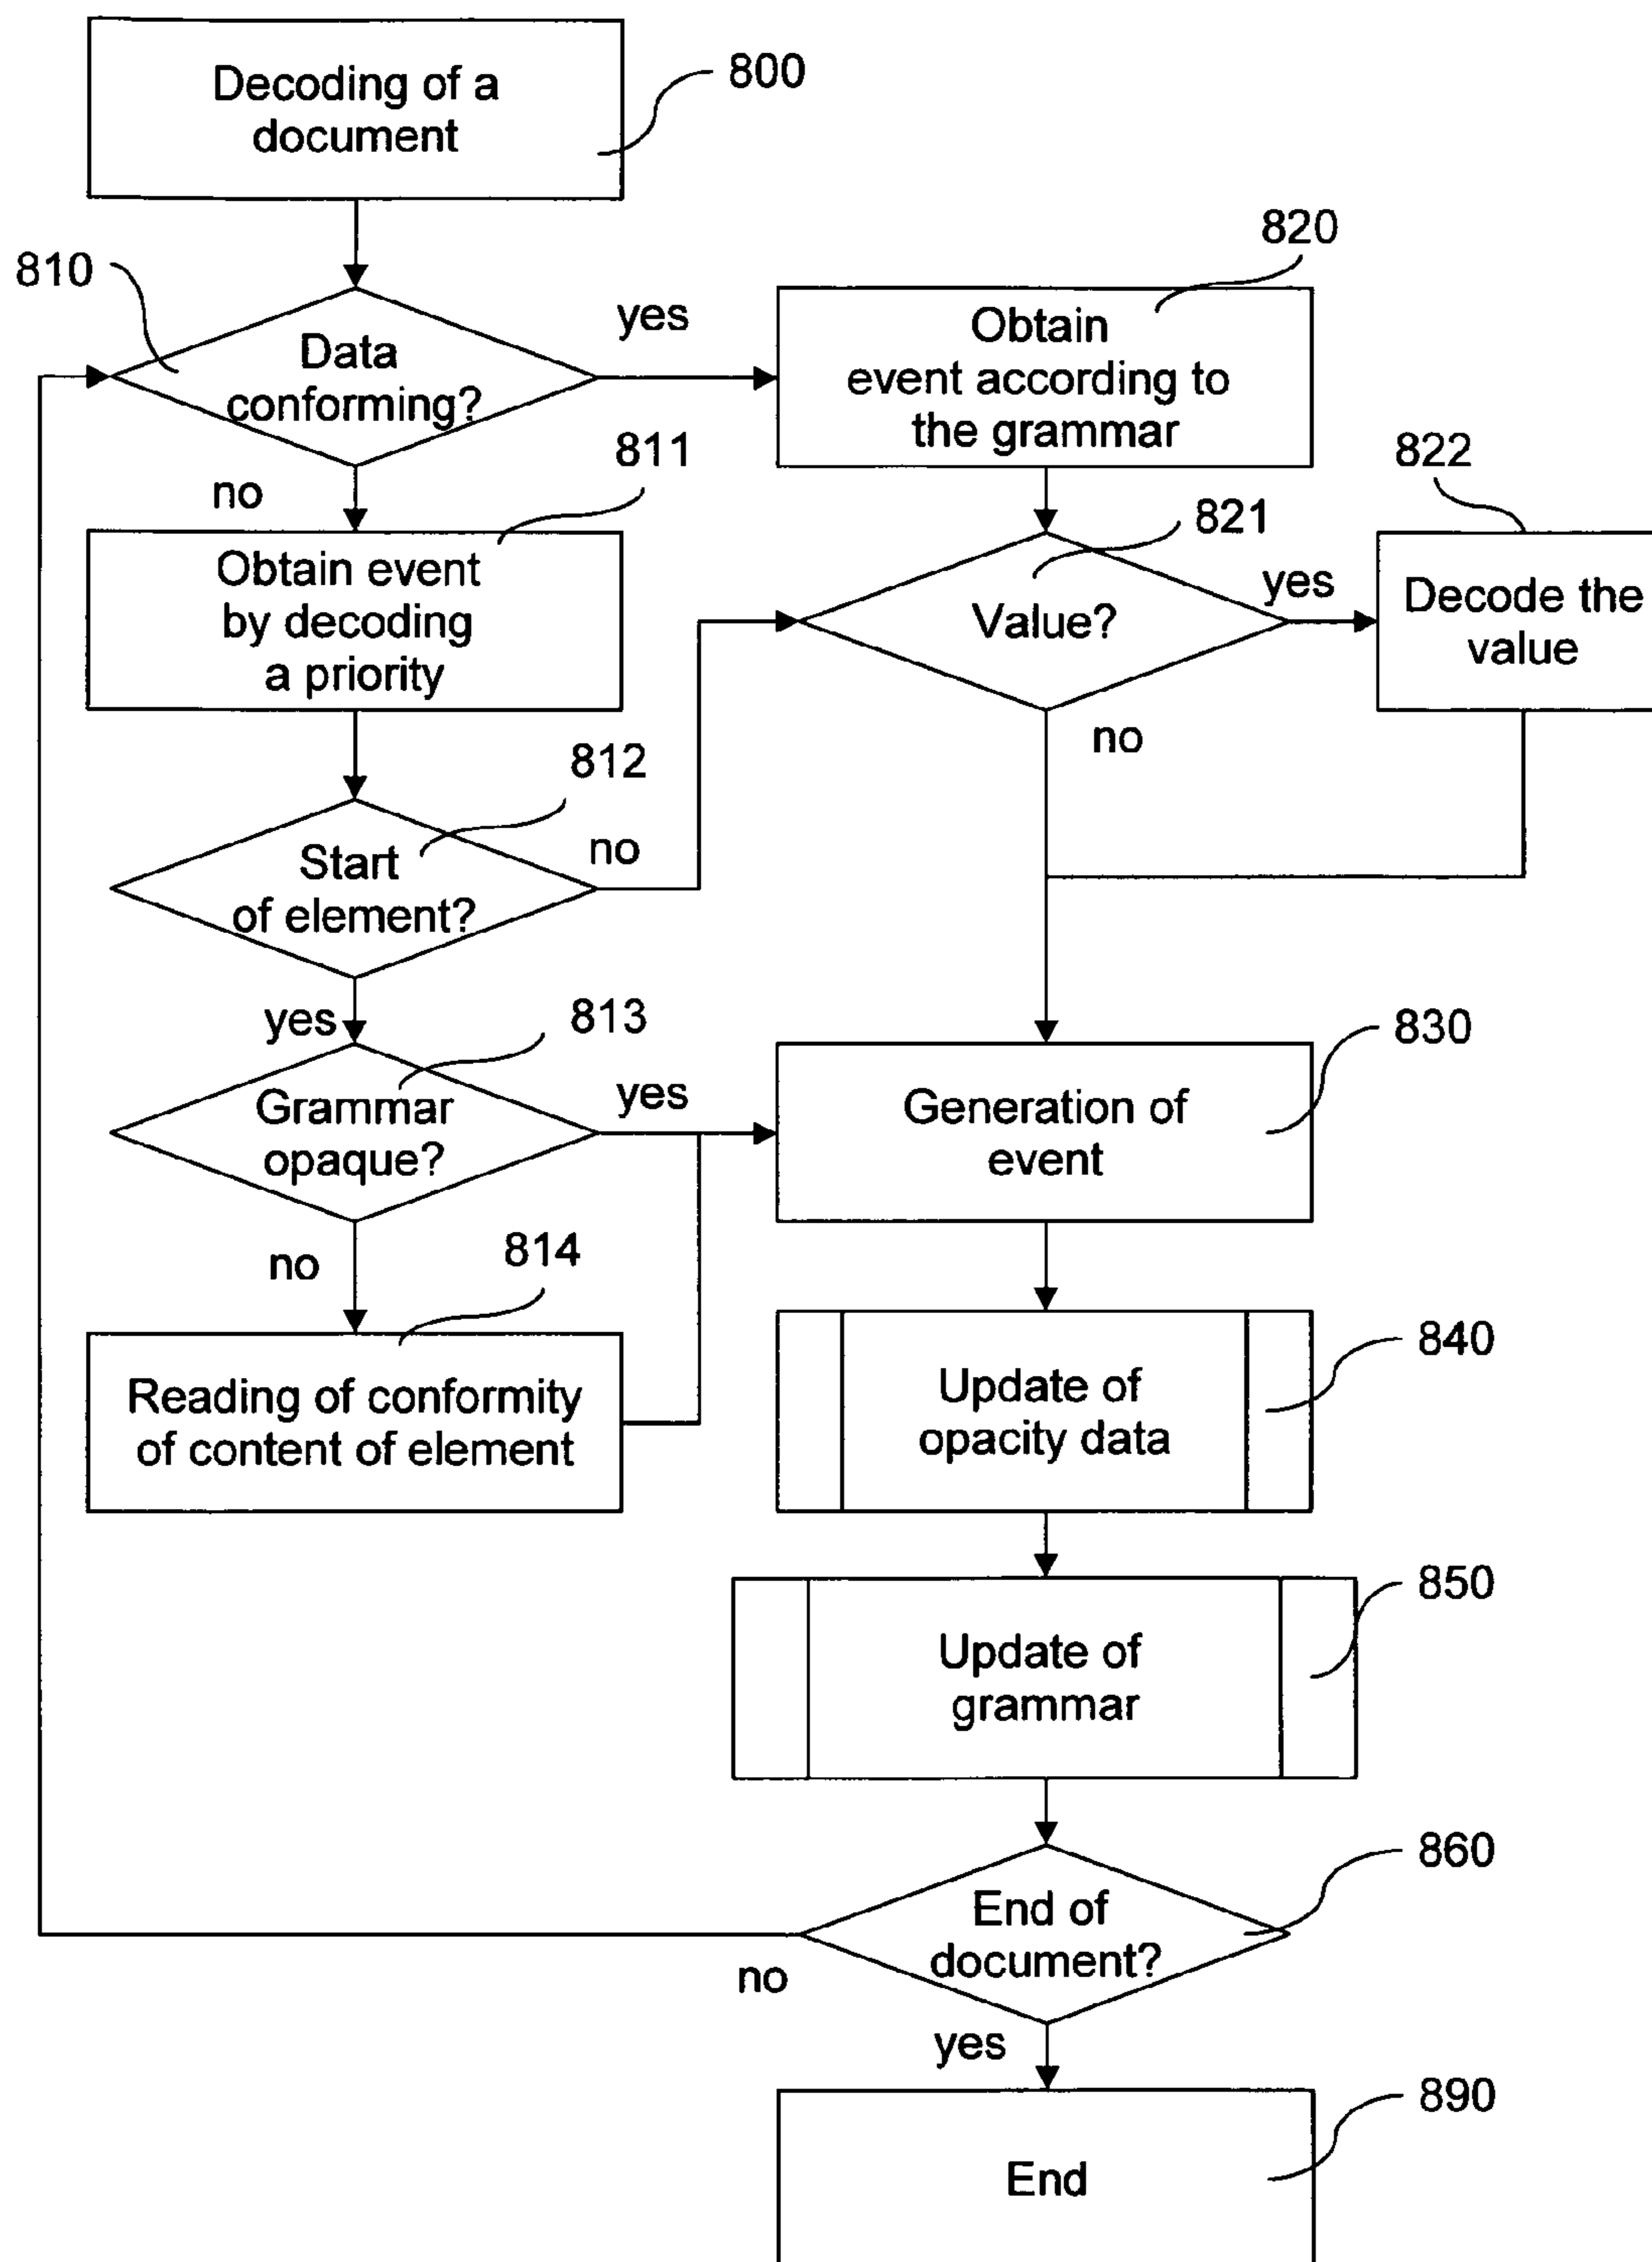 Decoding of a
document
800
810
Data
conforming?
yes
no
820
Obtain
event according to
the grammar
811
Obtain event
by decoding
a priority
821
Value?
yes
no
822
Decode the
value
812
Start
of element?
no
yes
813
Grammar
opaque?
yes
no
830
Generation of
event
814
Reading of conformity
of content of element
840
Update of
opacity data
850
Update of
grammar
860
End of
document?
no
yes
890
End